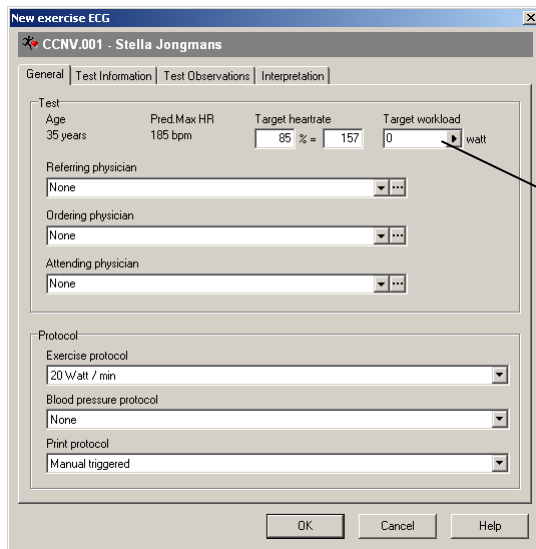 New exercise ECG
CCNV.001 - Stella Jongmans
General Test Information Test Observations Interpretation
Test
Age Pred.Max HR Target heartrate Target workload
35 years 185 bpm 85 % = 157 0 watt
Referring physician
None
Ordering physician
None
Attending physician
None
Protocol
Exercise protocol
20 Watt / min
Blood pressure protocol
None
Print protocol
Manual triggered
OK Cancel Help